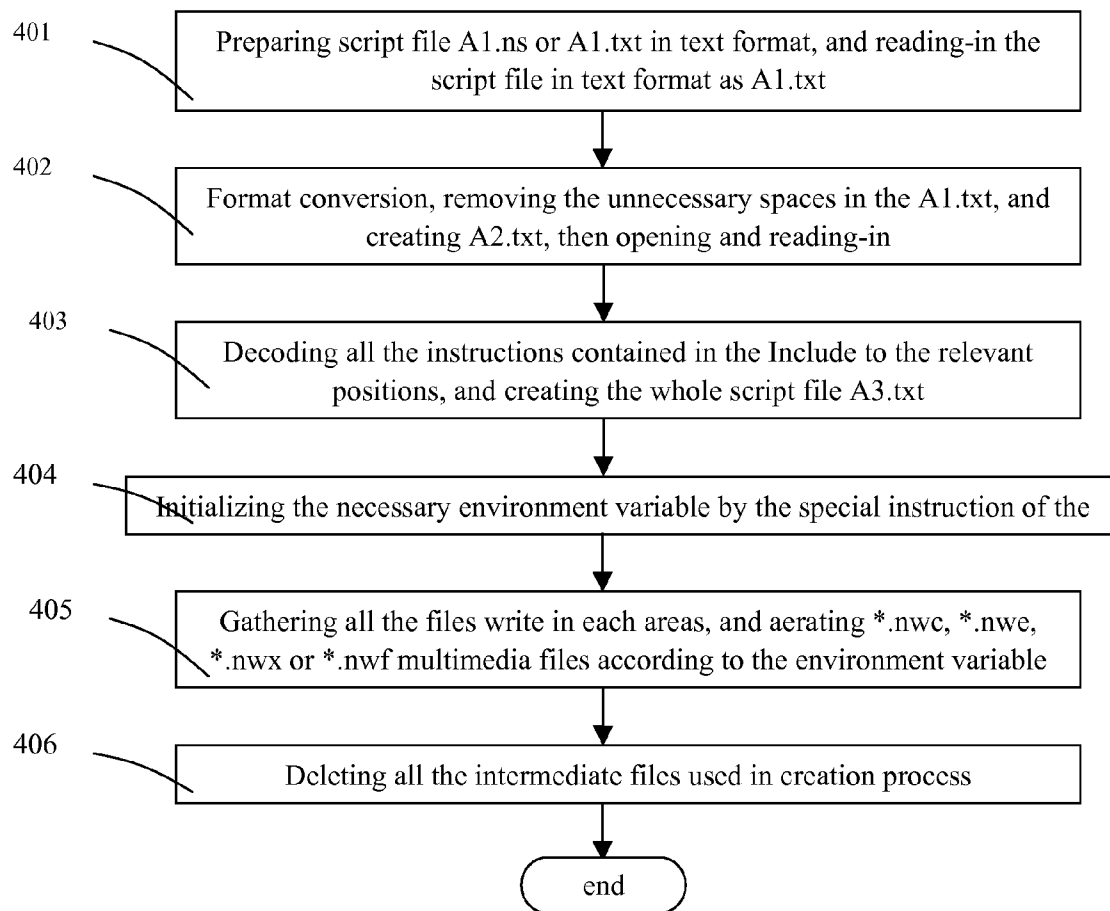 401
Preparing script file A1.ns or A1.txt in text format, and reading-in the
script file in text format as A1.txt
402
Format conversion, removing the unnecessary spaces in the A1.txt, and
creating A2.txt, then opening and reading-in
403
Decoding all the instructions contained in the Include to the relevant
positions, and creating the whole script file A3.txt
404
Initializing the necessary environment variable by the special instruction of the
405
Gathering all the files write in each areas, and aerating *.nwc, *.nwe,
*.nwx or *.nwf multimedia files according to the environment variable
406
Deleting all the intermediate files used in creation process
end